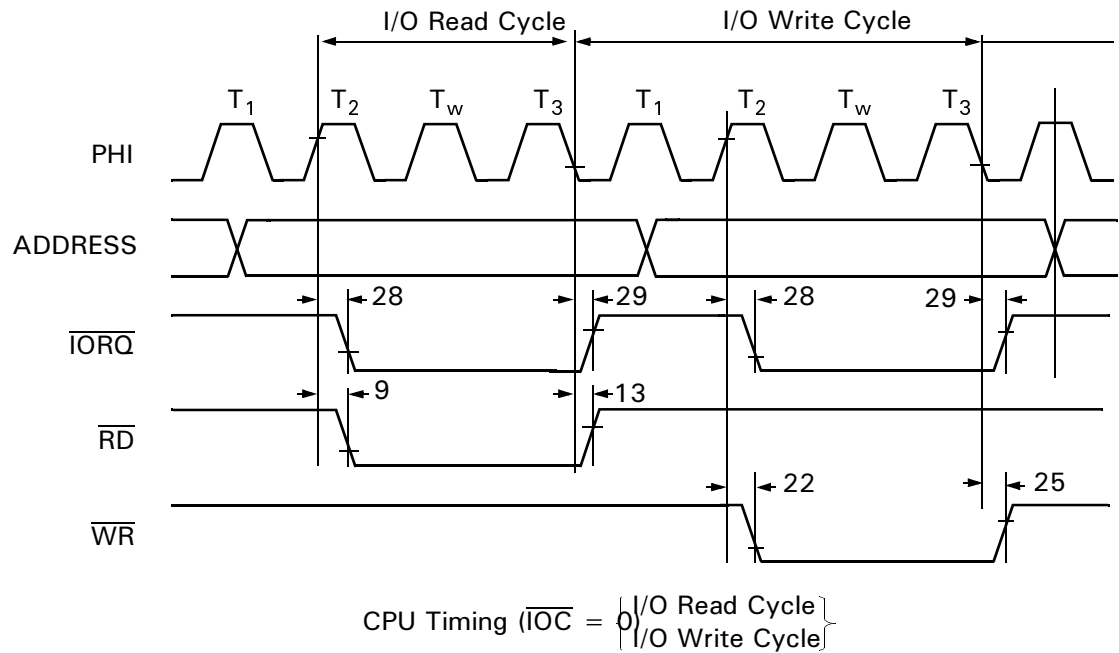 I/O Read Cycle I/O Write Cycle
T1 T2 Tw T3 T1 T2 Tw T3
PHI
ADDRESS
28 29 28 29
IORQ
9 13
RD
22 25
WR
CPU Timing (IOC = 0) I/O Read Cycle
I/O Write Cycle